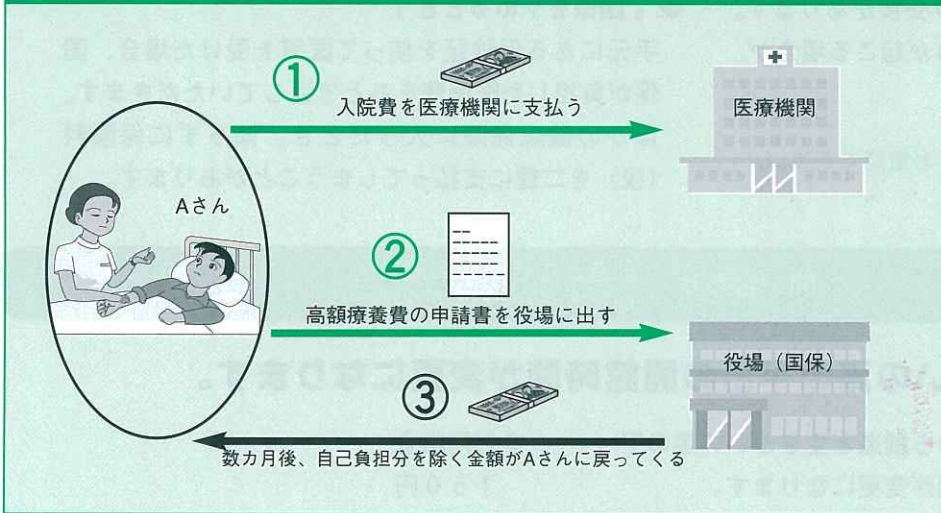 ①
入院費を医療機関に支払う
医療機関
Aさん
②
高額療養費の申請書を役場に出す
役場（国保）
③
数カ月後、自己負担分を除く金額がAさんに戻ってくる